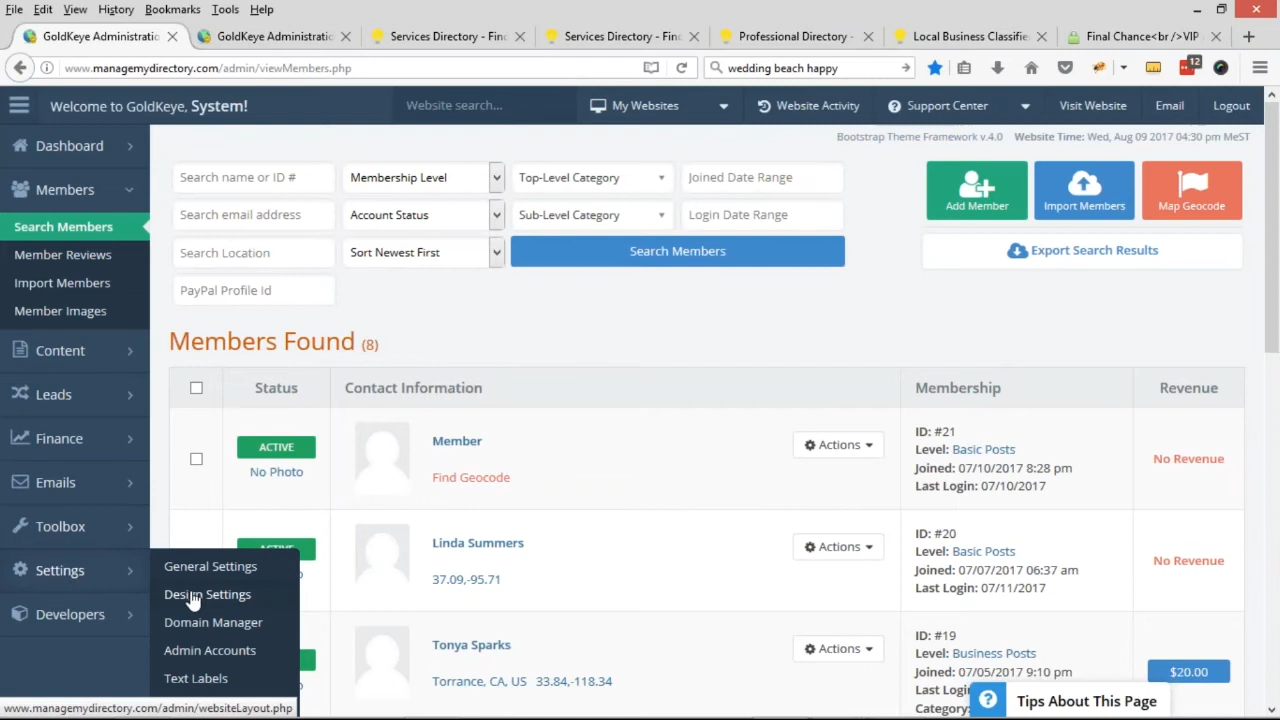 File Edit View History Bookmarks Tools Help
GoldKeye Administratio
GoldKeye Administratio
Services Directory - Find
Services Directory - Find
Professional Directory -
Local Business Classifie
Final Chance<br />VIP
www.managemydirectory.com/admin/viewMembers.php
wedding beach happy
12
Welcome to GoldKeye, System!
Website search...
My Websites
Website Activity
Support Center
Visit Website
Email
Logout
Bootstrap Theme Framework v.4.0 Website Time: Wed, Aug 09 2017 04:30 pm MeST
Dashboard
Members
Search Members
Member Reviews
Import Members
Member Images
Content
Leads
Finance
Emails
Toolbox
Settings
Developers
General Settings
Design Settings
Domain Manager
Admin Accounts
Text Labels
Search name or ID #
Membership Level
Top-Level Category
Joined Date Range
Search email address
Account Status
Sub-Level Category
Login Date Range
Search Location
Sort Newest First
Search Members
PayPal Profile Id
Add Member
Import Members
Map Geocode
Export Search Results
Members Found (8)
Status
Contact Information
Membership
Revenue
ACTIVE
No Photo
Member
Find Geocode
Actions
ID: #21
Level: Basic Posts
Joined: 07/10/2017 8:28 pm
Last Login: 07/10/2017
No Revenue
ACTIVE
Linda Summers
37.09,-95.71
Actions
ID: #20
Level: Basic Posts
Joined: 07/07/2017 06:37 am
Last Login: 07/11/2017
No Revenue
Tonya Sparks
Torrance, CA, US 33.84,-118.34
Actions
ID: #19
Level: Business Posts
Joined: 07/05/2017 9:10 pm
Last Login
Category:
$20.00
Tips About This Page
www.managemydirectory.com/admin/websiteLayout.php